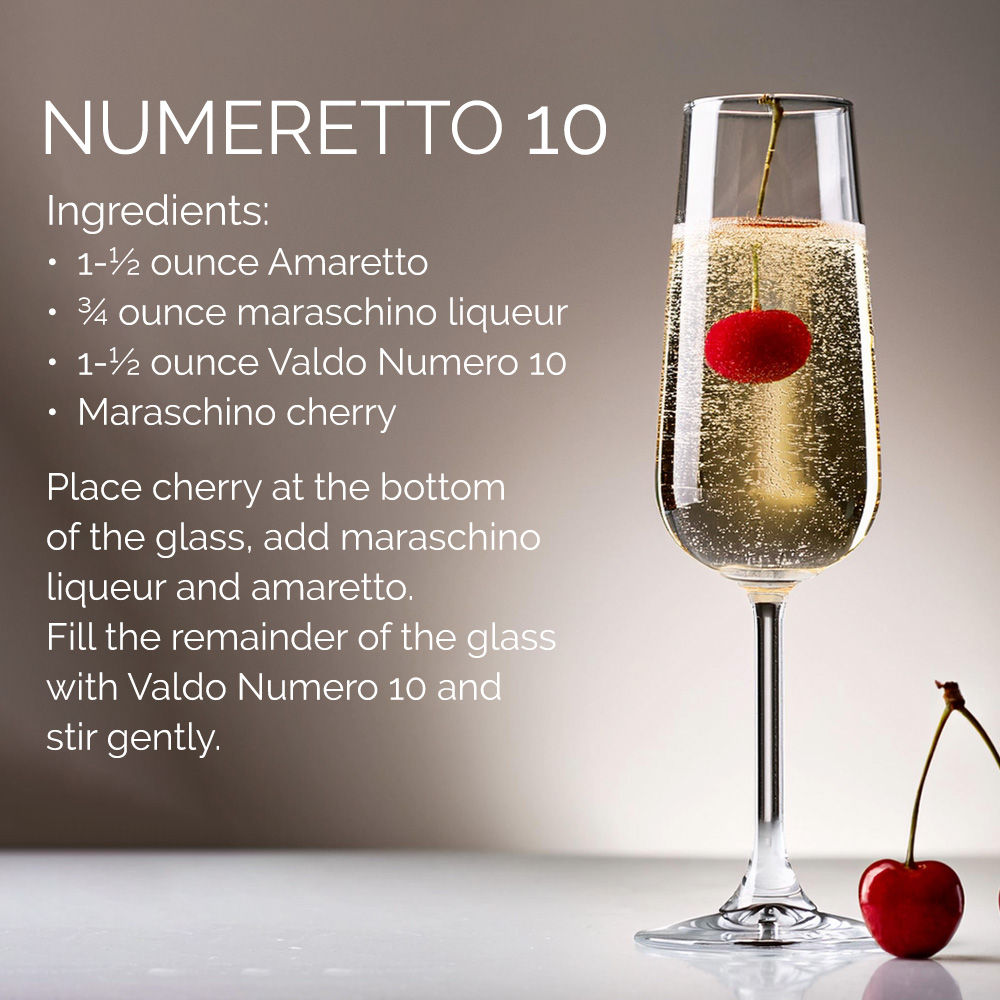 NUMERETTO 10
Ingredients:
• 1-½ ounce Amaretto
• ¾ ounce maraschino liqueur
• 1-½ ounce Valdo Numero 10
• Maraschino cherry
Place cherry at the bottom
of the glass, add maraschino
liqueur and amaretto.
Fill the remainder of the glass
with Valdo Numero 10 and
stir gently.